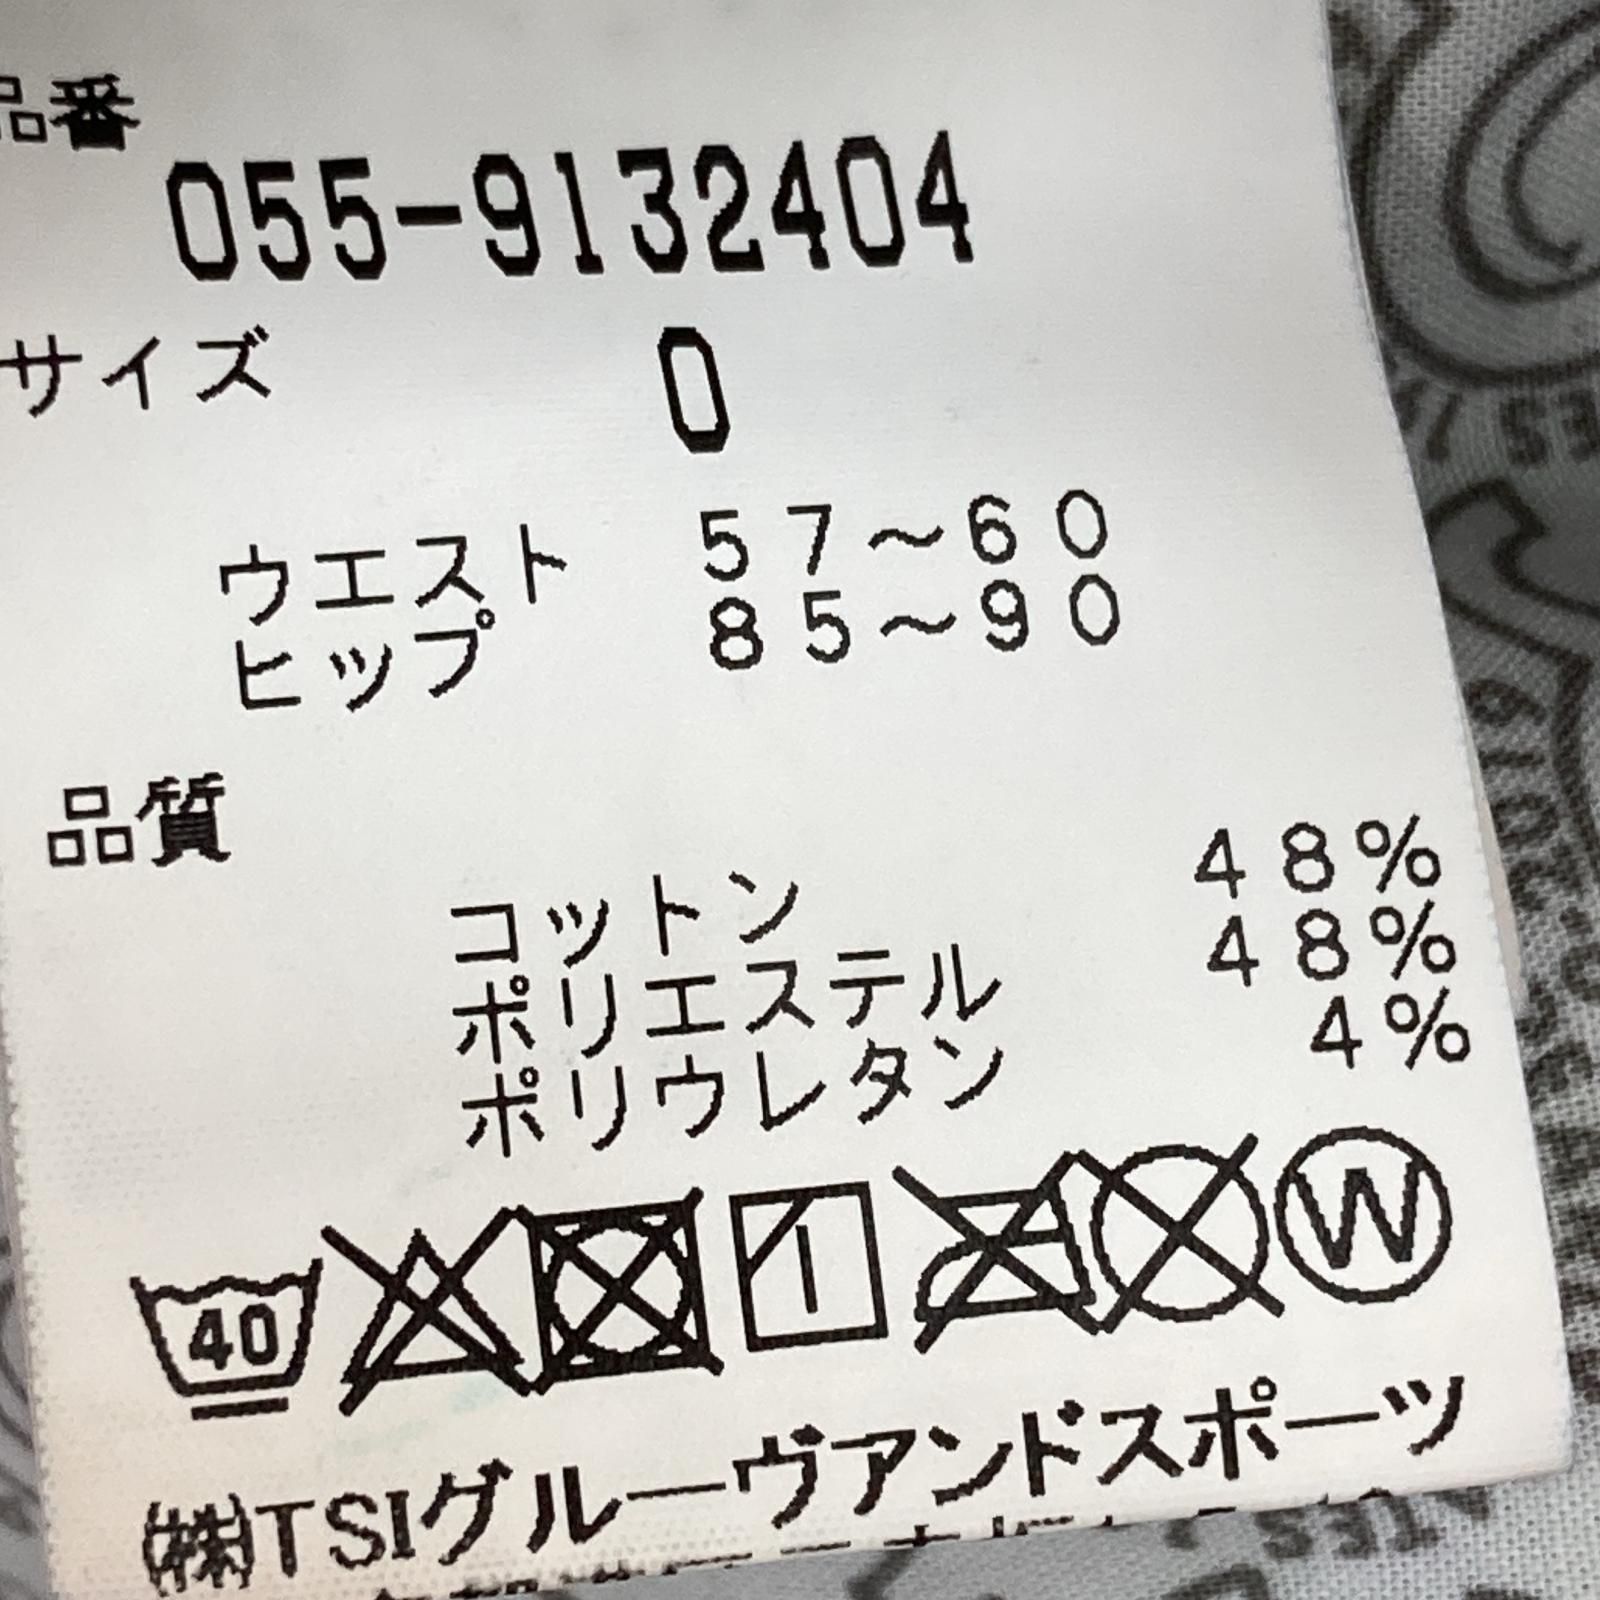 品番
055-9132404
サイズ 0
ウエスト 57～60
ヒップ 85～90
品質
コットン 48%
ポリエステル 48%
ポリウレタン 4%
40 W
㈱TSIグルーヴアンドスポーツ